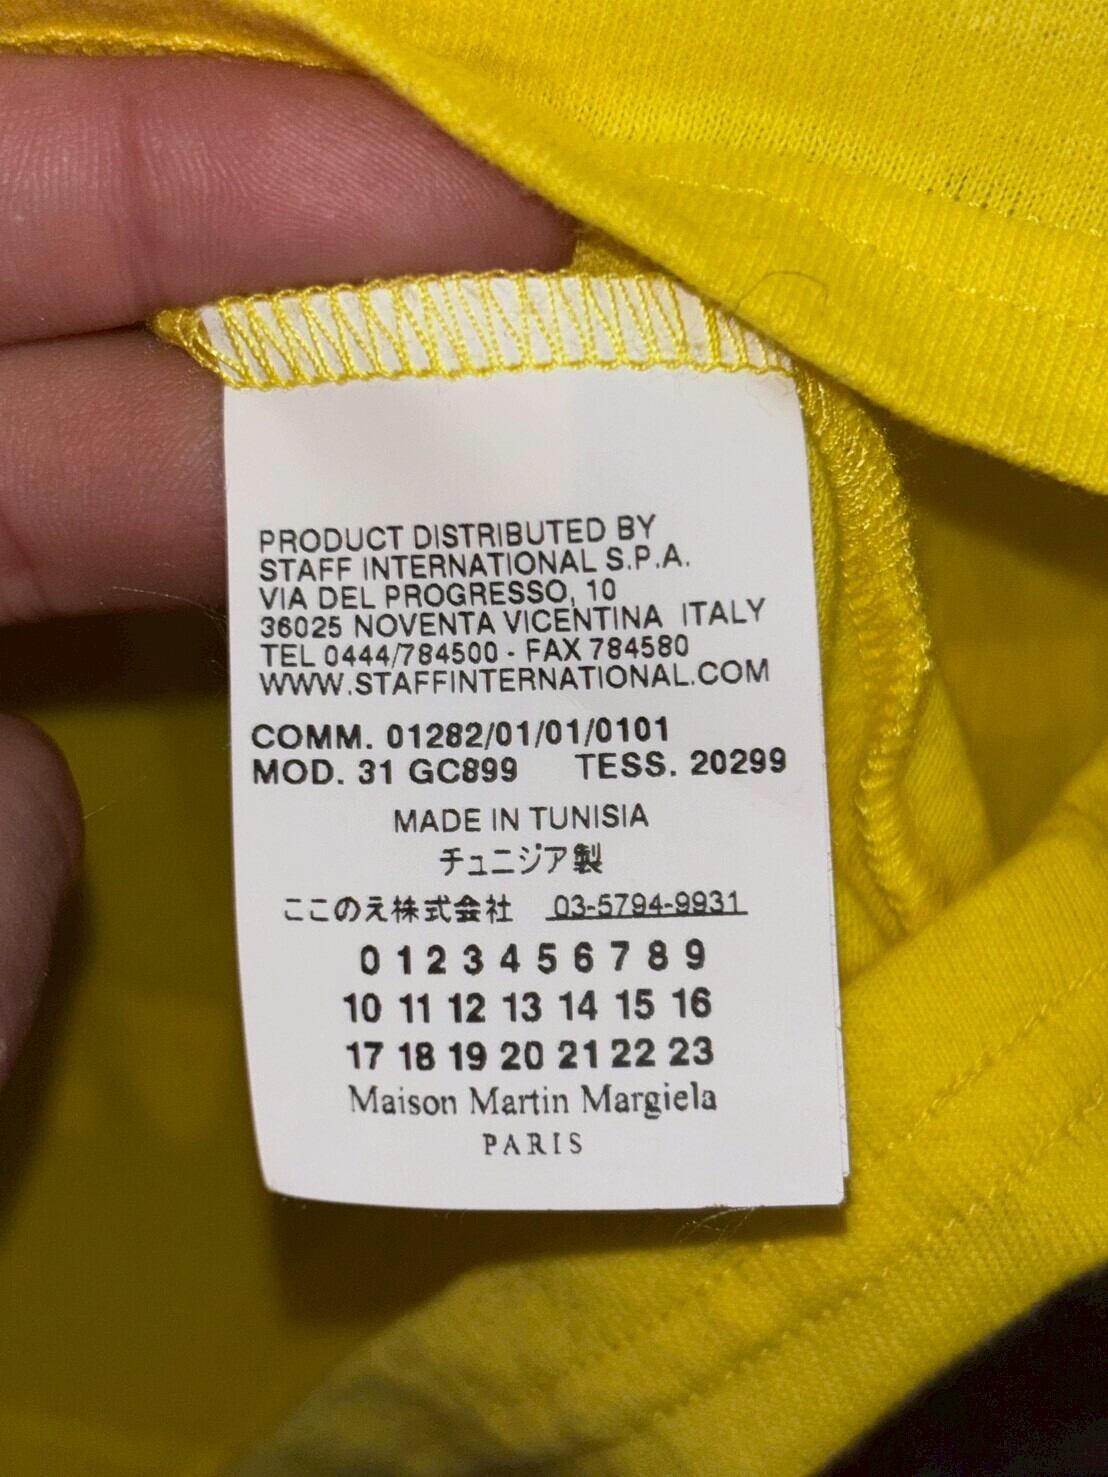 PRODUCT DISTRIBUTED BY
STAFF INTERNATIONAL S.P.A.
VIA DEL PROGRESSO, 10
36025 NOVENTA VICENTINA ITALY
TEL 0444/784500 - FAX 784580
WWW.STAFFINTERNATIONAL.COM
COMM. 01282/01/01/0101
MOD. 31 GC899 TESS. 20299
MADE IN TUNISIA
チュニジア製
ここのえ株式会社 03-5794-9931
0 1 2 3 4 5 6 7 8 9
10 11 12 13 14 15 16
17 18 19 20 21 22 23
Maison Martin Margiela
PARIS